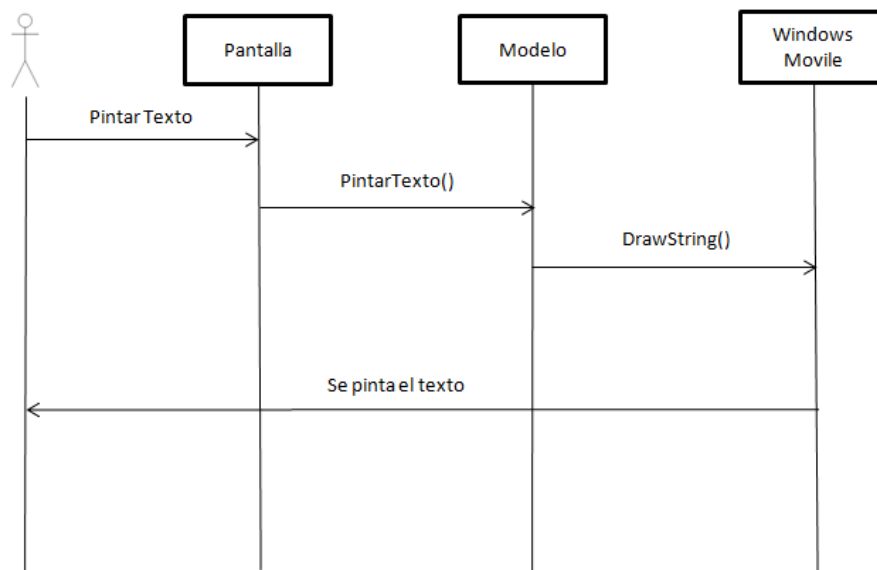 Pantalla
Modelo
Windows
Movile
Pintar Texto
PintarTexto()
DrawString()
Se pinta el texto